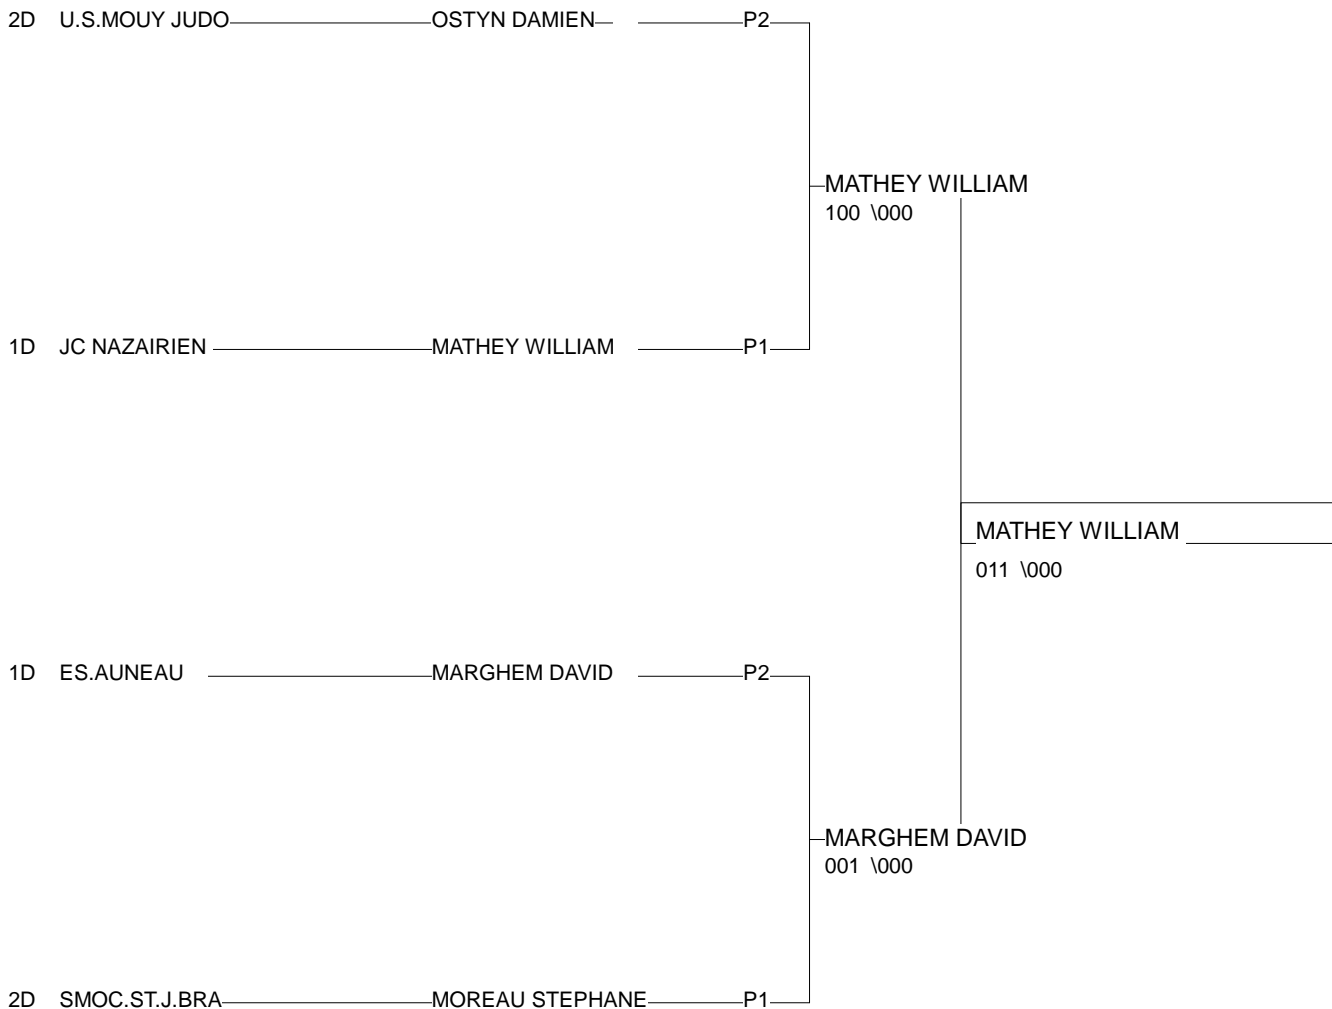 2D U.S.MOUY JUDO OSTYN DAMIEN P2
MATHEY WILLIAM
100 \000
1D JC NAZAIRIEN MATHEY WILLIAM P1
MATHEY WILLIAM
011 \000
1D ES.AUNEAU MARGHEM DAVID P2
MARGHEM DAVID
001 \000
2D SMOC.ST.J.BRA MOREAU STEPHANE P1